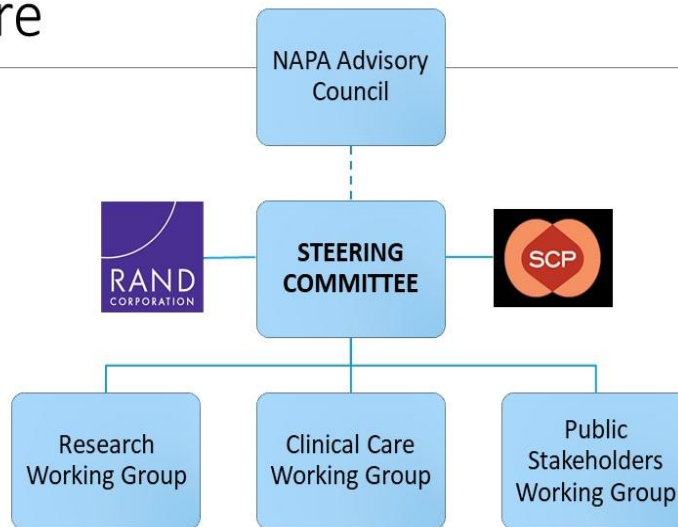 re
NAPA Advisory
Council
RAND
CORPORATION
STEERING
COMMITTEE
SCP
Research
Working Group
Clinical Care
Working Group
Public
Stakeholders
Working Group